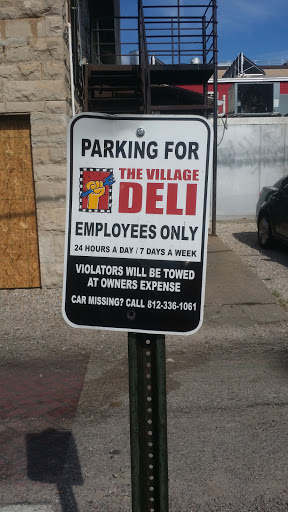 PARKING FOR
THE VILLAGE
DELI
EMPLOYEES ONLY
24 HOURS A DAY / 7 DAYS A WEEK
VIOLATORS WILL BE TOWED
AT OWNERS EXPENSE
CAR MISSING? CALL 812-336-1061